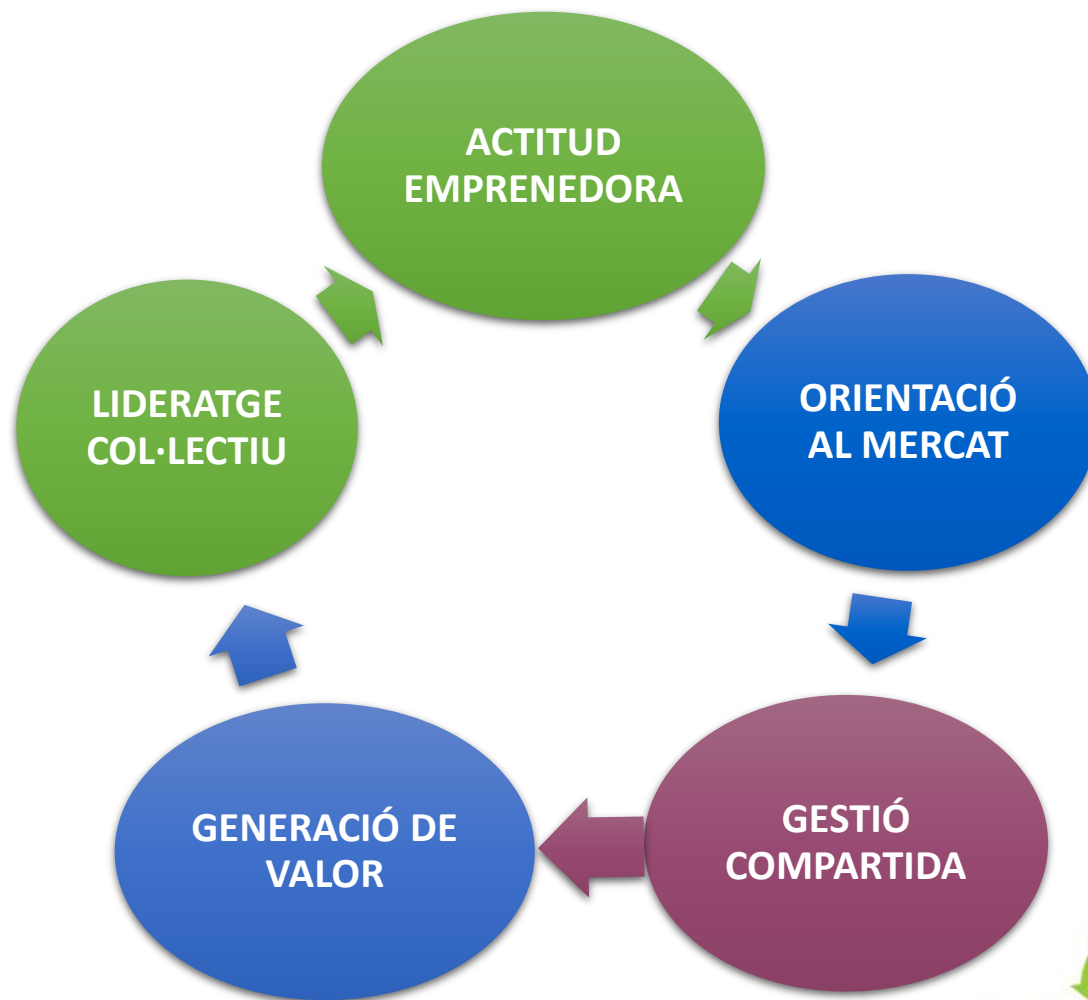 ACTITUD
EMPRENEDORA
ORIENTACIÓ
AL MERCAT
GESTIÓ
COMPARTIDA
GENERACIÓ DE
VALOR
LIDERATGE
COL·LECTIU